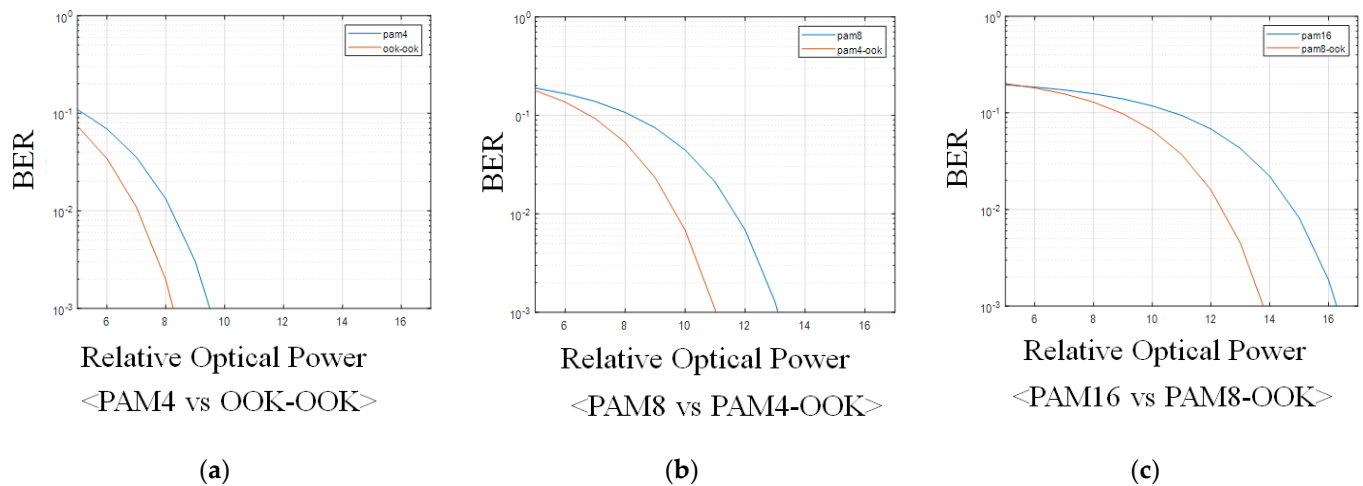 10^0
10^-1
10^-2
10^-3
BER
pam4
ook-ook
6 8 10 12 14 16
Relative Optical Power
<PAM4 vs OOK-OOK>
(a)
10^0
10^-1
10^-2
10^-3
BER
pam8
pam4-ook
6 8 10 12 14 16
Relative Optical Power
<PAM8 vs PAM4-OOK>
(b)
10^0
10^-1
10^-2
10^-3
BER
pam16
pam8-ook
6 8 10 12 14 16
Relative Optical Power
<PAM16 vs PAM8-OOK>
(c)